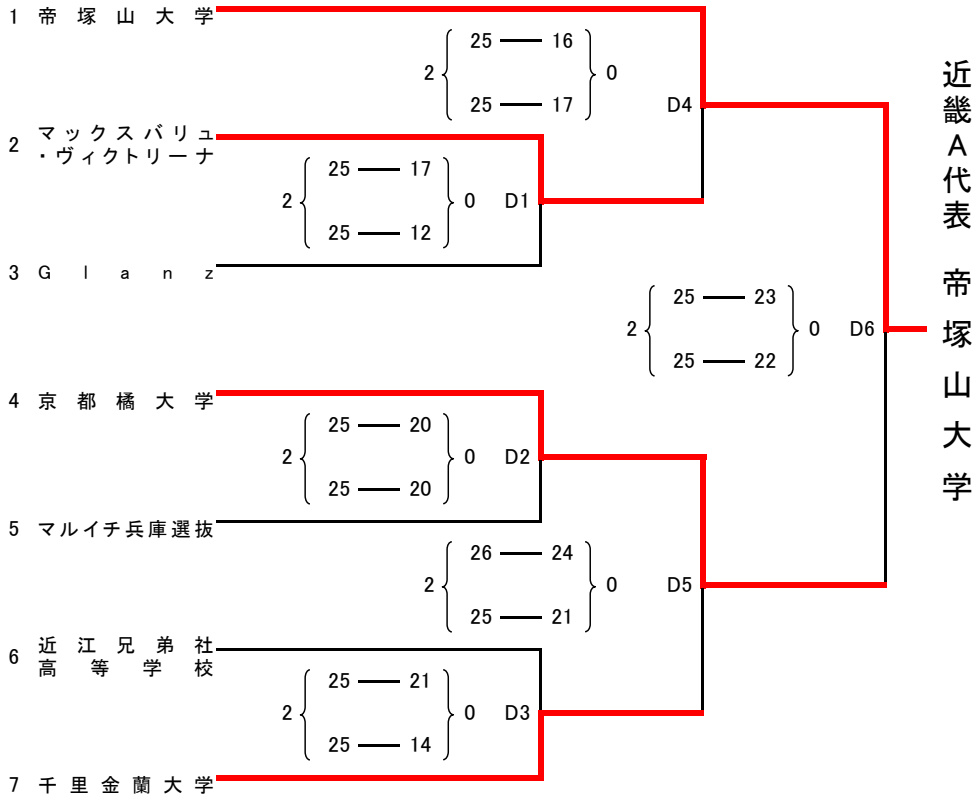 1 帝塚山大学
25 16
2 0
25 17
D4
2 マックスバリュ
・ヴィクトリーナ
25 17
2 0 D1
25 12
3 Glanz
25 23
2 0 D6
25 22
4 京都橘大学
25 20
2 0 D2
25 20
5 マルイチ兵庫選抜
26 24
2 0 D5
25 21
6 近江兄弟社
高等学校
25 21
2 0 D3
25 14
7 千里金蘭大学
近畿A代表 帝塚山大学